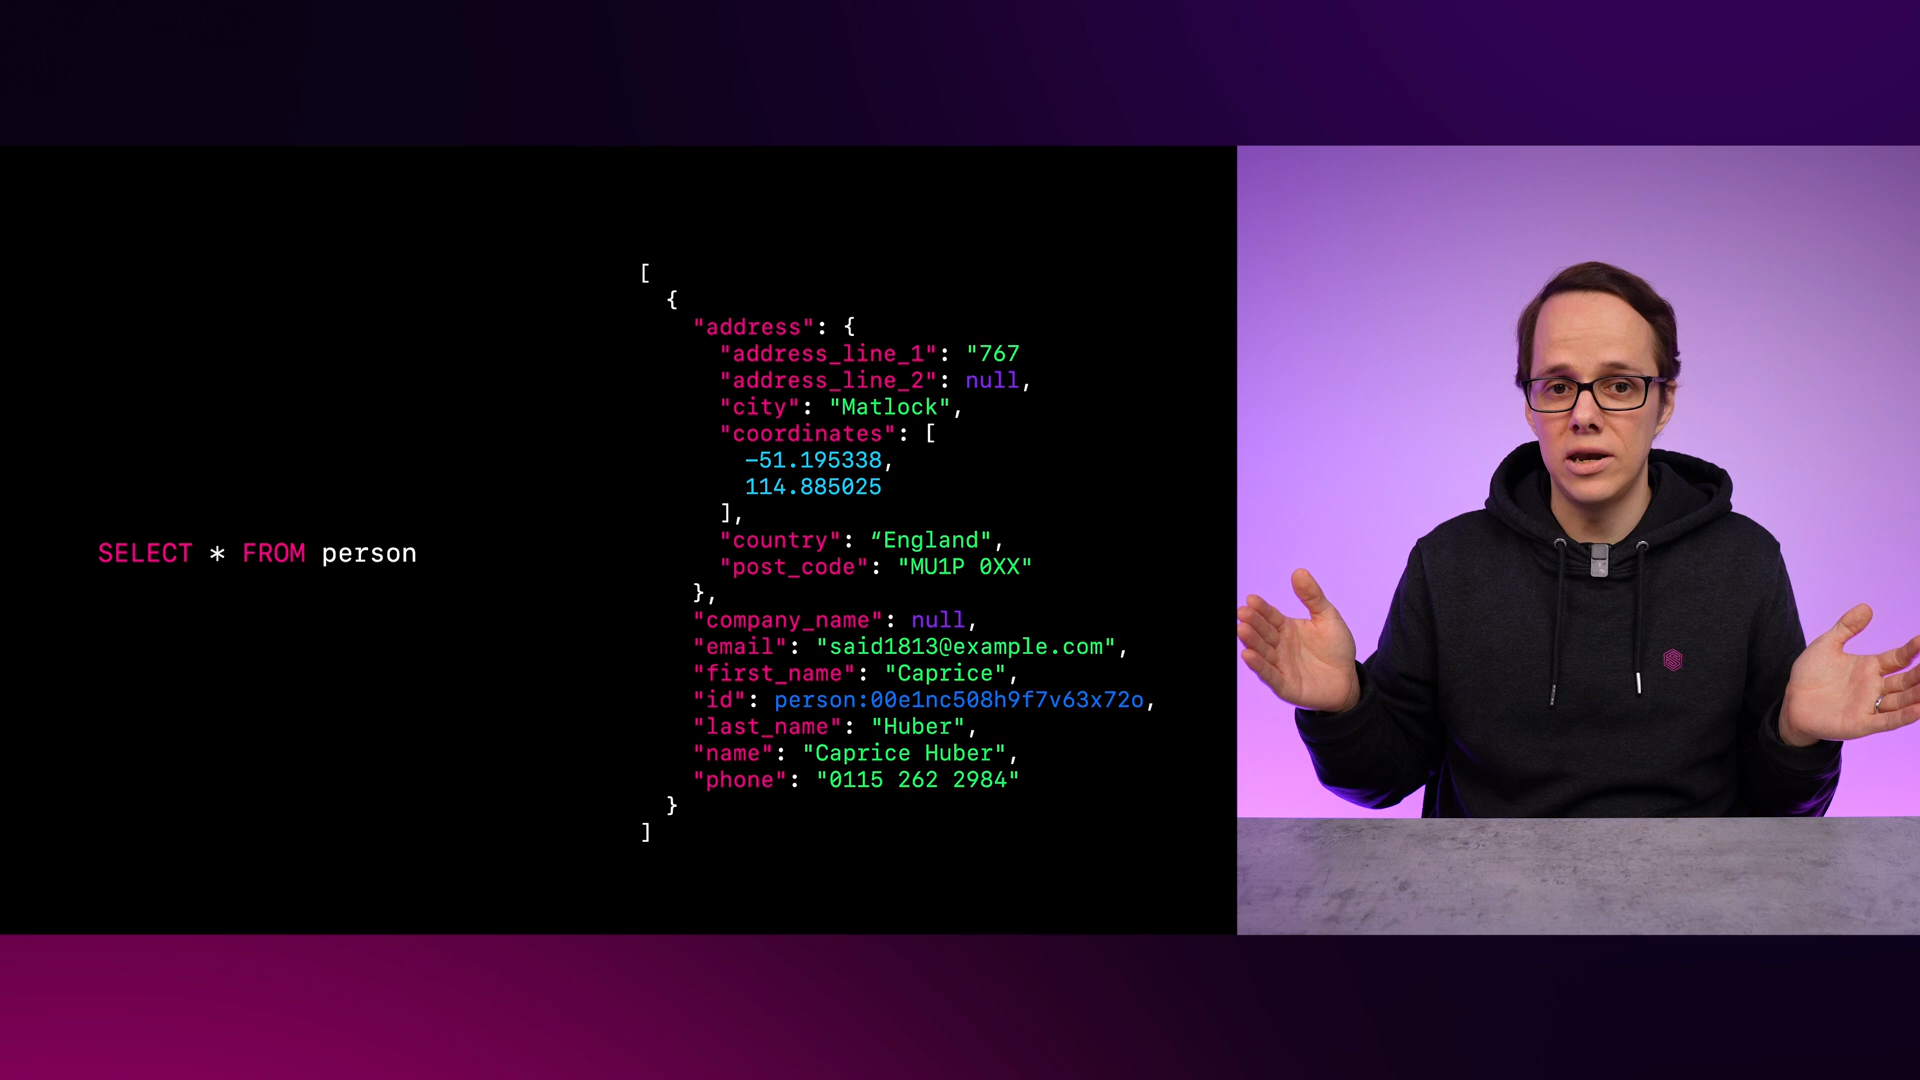 SELECT * FROM person
[
{
"address": {
"address_line_1": "767
"address_line_2": null,
"city": "Matlock",
"coordinates": [
-51.195338,
114.885025
],
"country": “England",
"post_code": "MU1P 0XX"
},
"company_name": null,
"email": "said1813@example.com",
"first_name": "Caprice",
"id": person:00e1nc508h9f7v63x72o,
"last_name": "Huber",
"name": "Caprice Huber",
"phone": "0115 262 2984"
}
]